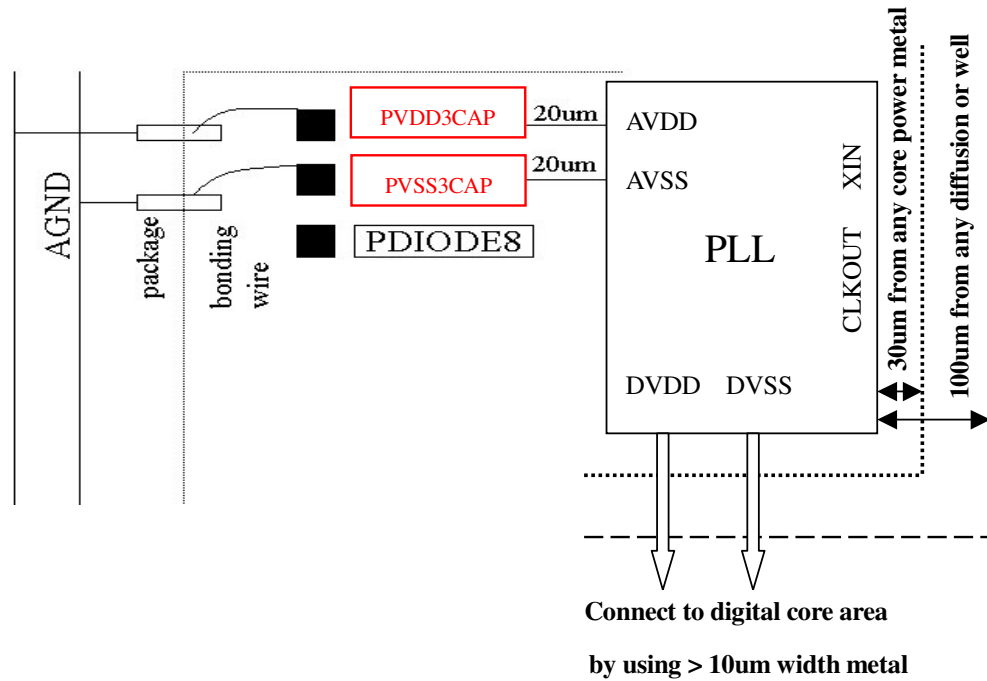 PVDD3CAP
20um
AVDD
PVSS3CAP
20um
AVSS
PDIODE8
AGND
package
bonding
wire
PLL
XIN
CLKOUT
DVDD
DVSS
30um from any core power metal
100um from any diffusion or well
Connect to digital core area
by using > 10um width metal